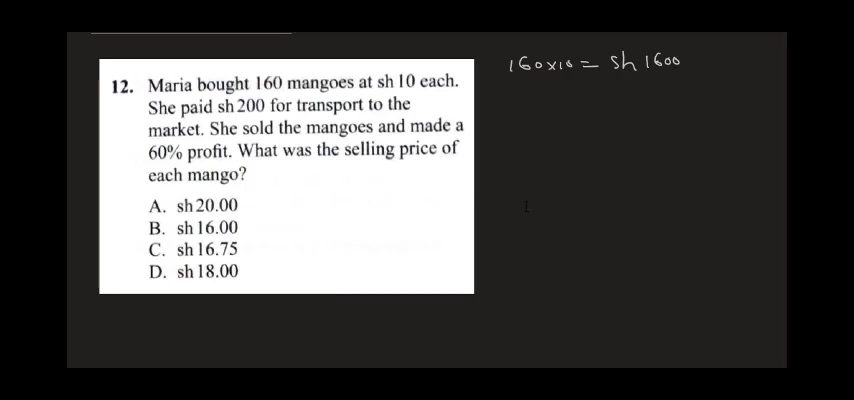 12. Maria bought 160 mangoes at sh 10 each.
She paid sh 200 for transport to the
market. She sold the mangoes and made a
60% profit. What was the selling price of
each mango?
A. sh 20.00
B. sh 16.00
C. sh 16.75
D. sh 18.00
160x10 = Sh 1600